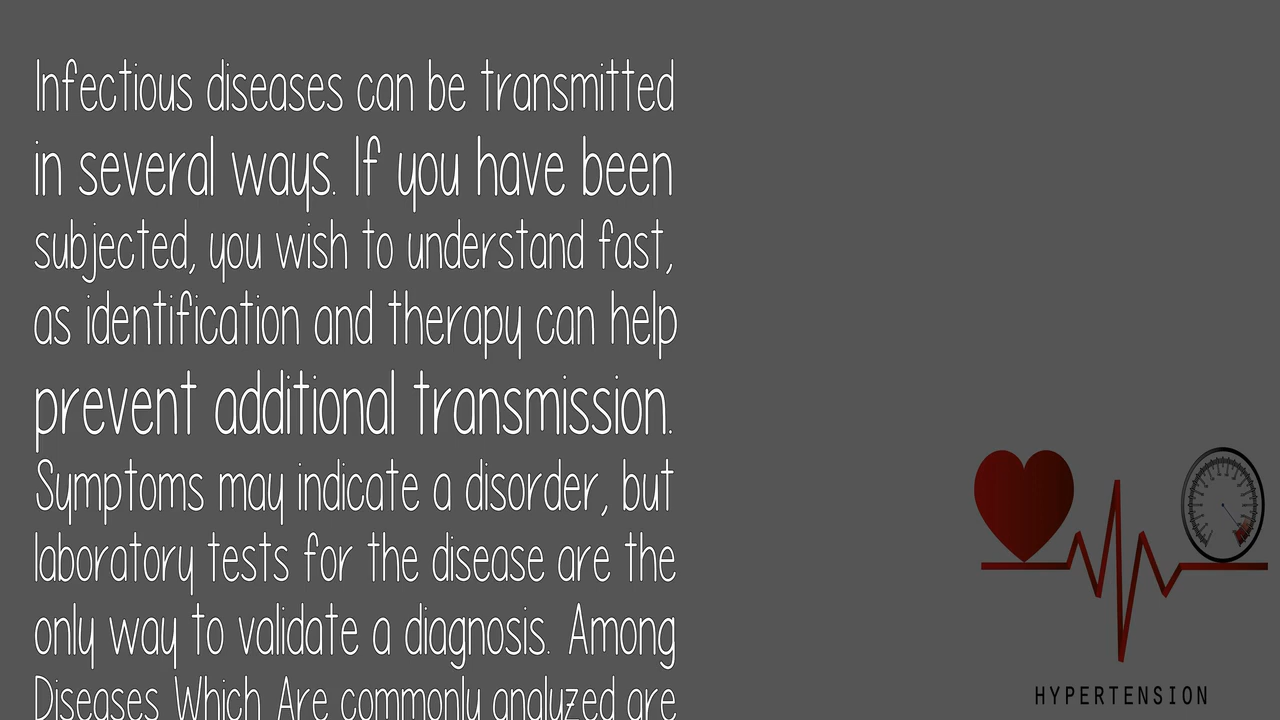 Infectious diseases can be transmitted
in several ways. If you have been
subjected, you wish to understand fast,
as identification and therapy can help
prevent additional transmission.
Symptoms may indicate a disorder, but
laboratory tests for the disease are the
only way to validate a diagnosis. Among
Diseases Which Are commonly analyzed are
HYPERTENSION